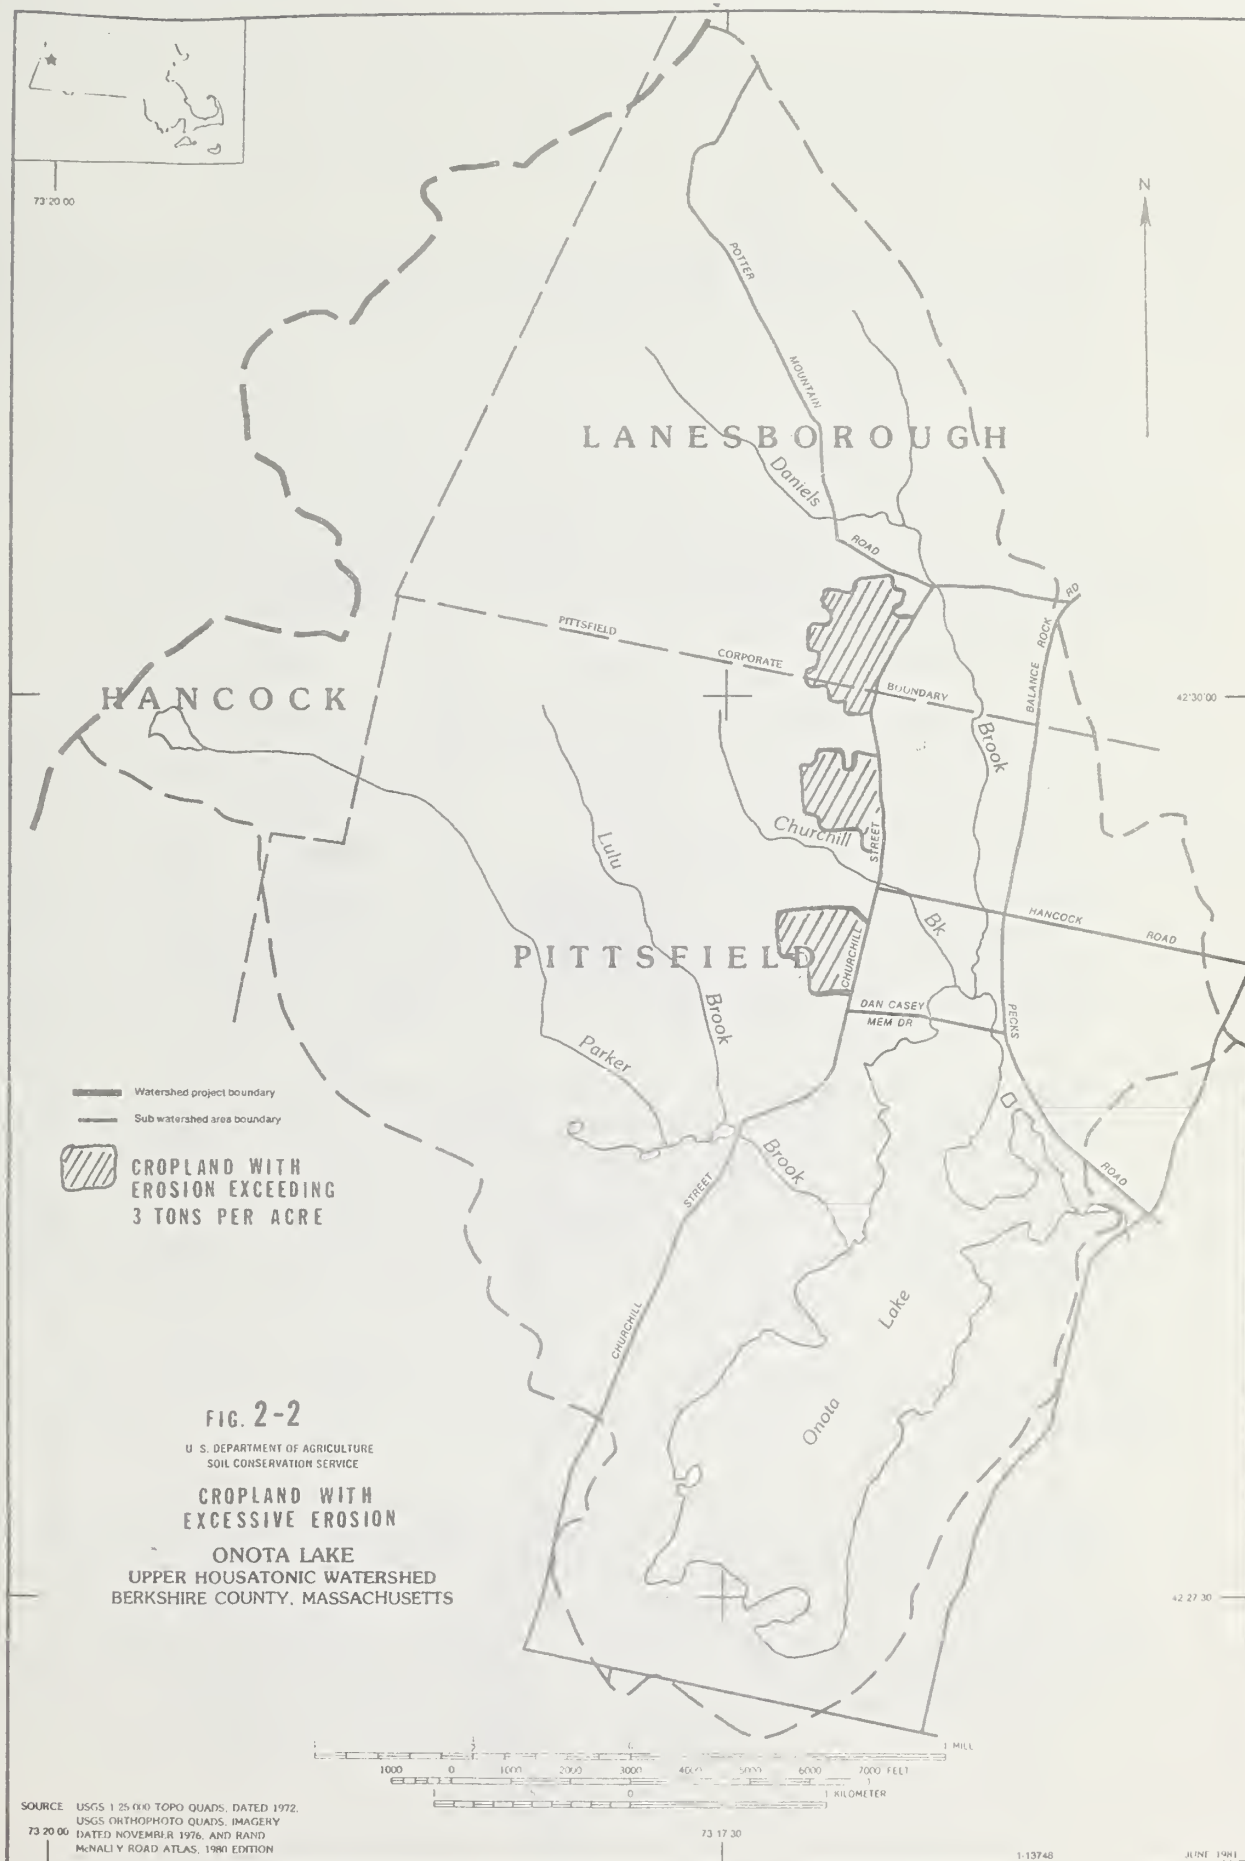 73°20 00
N
POTTER
MOUNTAIN
LANESBOROUGH
Daniels
ROAD
RD
ROCK
BALANCE
PITTSFIELD
CORPORATE
BOUNDARY
42°30'00
HANCOCK
Brook
Lulu
Churchill
STREET
Bk
HANCOCK
ROAD
PITTSFIELD
CHURCHILL
Brook
DAN CASEY
MEM DR
PECKS
Parker
Watershed project boundary
Sub watershed area boundary
CROPLAND WITH
EROSION EXCEEDING
3 TONS PER ACRE
Brook
STREET
ROAD
CHURCHILL
Lake
Onota
FIG. 2-2
U S. DEPARTMENT OF AGRICULTURE
SOIL CONSERVATION SERVICE
CROPLAND WITH
EXCESSIVE EROSION
ONOTA LAKE
UPPER HOUSATONIC WATERSHED
BERKSHIRE COUNTY, MASSACHUSETTS
42 27 30
1 MILE
1000 0 1000 2000 3000 4000 5000 6000 7000 FEET
1 0 1 KILOMETER
SOURCE USGS 1 25 000 TOPO QUADS, DATED 1972,
USGS ORTHOPHOTO QUADS, IMAGERY
DATED NOVEMBER 1976, AND RAND
McNALLY ROAD ATLAS, 1980 EDITION
73 20 00
73 17 30
1-13748
JUNE 1981